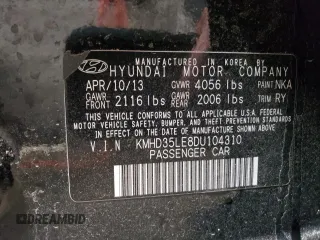 MANUFACTURED IN KOREA BY
HYUNDAI MOTOR COMPANY
APR/10/13 GVWR 4056 lbs PAINT NKA
GAWR FRONT 2116 lbs GAWR REAR 2006 lbs TRIM RY
THIS VEHICLE CONFORMS TO ALL APPLICABLE U.S.A. FEDERAL
MOTOR VEHICLE SAFETY, BUMPER, AND THEFT PREVENTION
STANDARDS IN EFFECT ON THE DATE OF MANUFACTURE SHOWN ABOVE.
V.I.N KMHD35LE8DU104310
PASSENGER CAR
DREAMBID